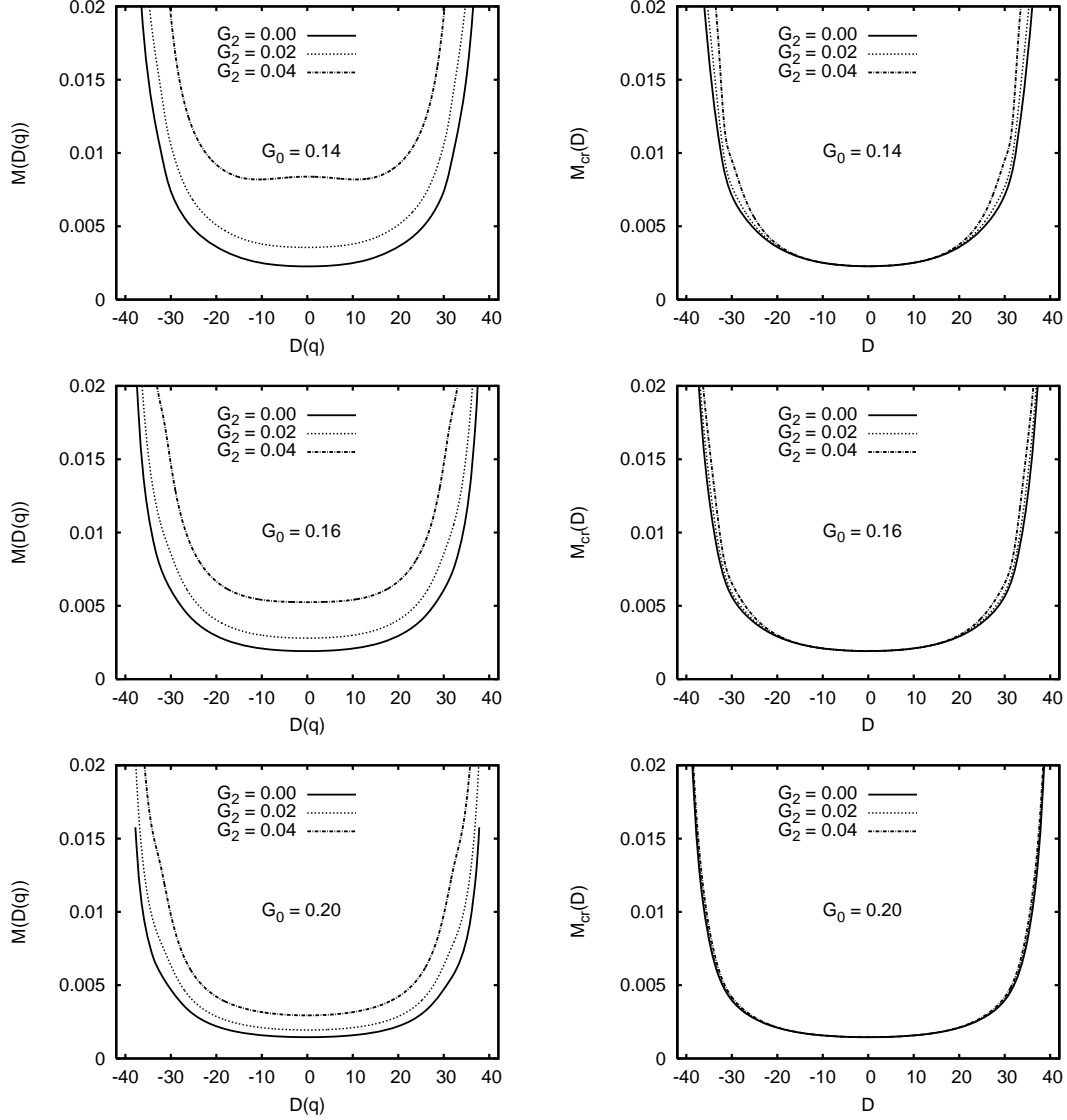 M(D(q))
0.02
0.015
0.01
0.005
0
G2 = 0.00
G2 = 0.02
G2 = 0.04
G0 = 0.14
-40 -30 -20 -10 0 10 20 30 40
D(q)
Mcr(D)
0.02
0.015
0.01
0.005
0
G2 = 0.00
G2 = 0.02
G2 = 0.04
G0 = 0.14
-40 -30 -20 -10 0 10 20 30 40
D
M(D(q))
0.02
0.015
0.01
0.005
0
G2 = 0.00
G2 = 0.02
G2 = 0.04
G0 = 0.16
-40 -30 -20 -10 0 10 20 30 40
D(q)
Mcr(D)
0.02
0.015
0.01
0.005
0
G2 = 0.00
G2 = 0.02
G2 = 0.04
G0 = 0.16
-40 -30 -20 -10 0 10 20 30 40
D
M(D(q))
0.02
0.015
0.01
0.005
0
G2 = 0.00
G2 = 0.02
G2 = 0.04
G0 = 0.20
-40 -30 -20 -10 0 10 20 30 40
D(q)
Mcr(D)
0.02
0.015
0.01
0.005
0
G2 = 0.00
G2 = 0.02
G2 = 0.04
G0 = 0.20
-40 -30 -20 -10 0 10 20 30 40
D